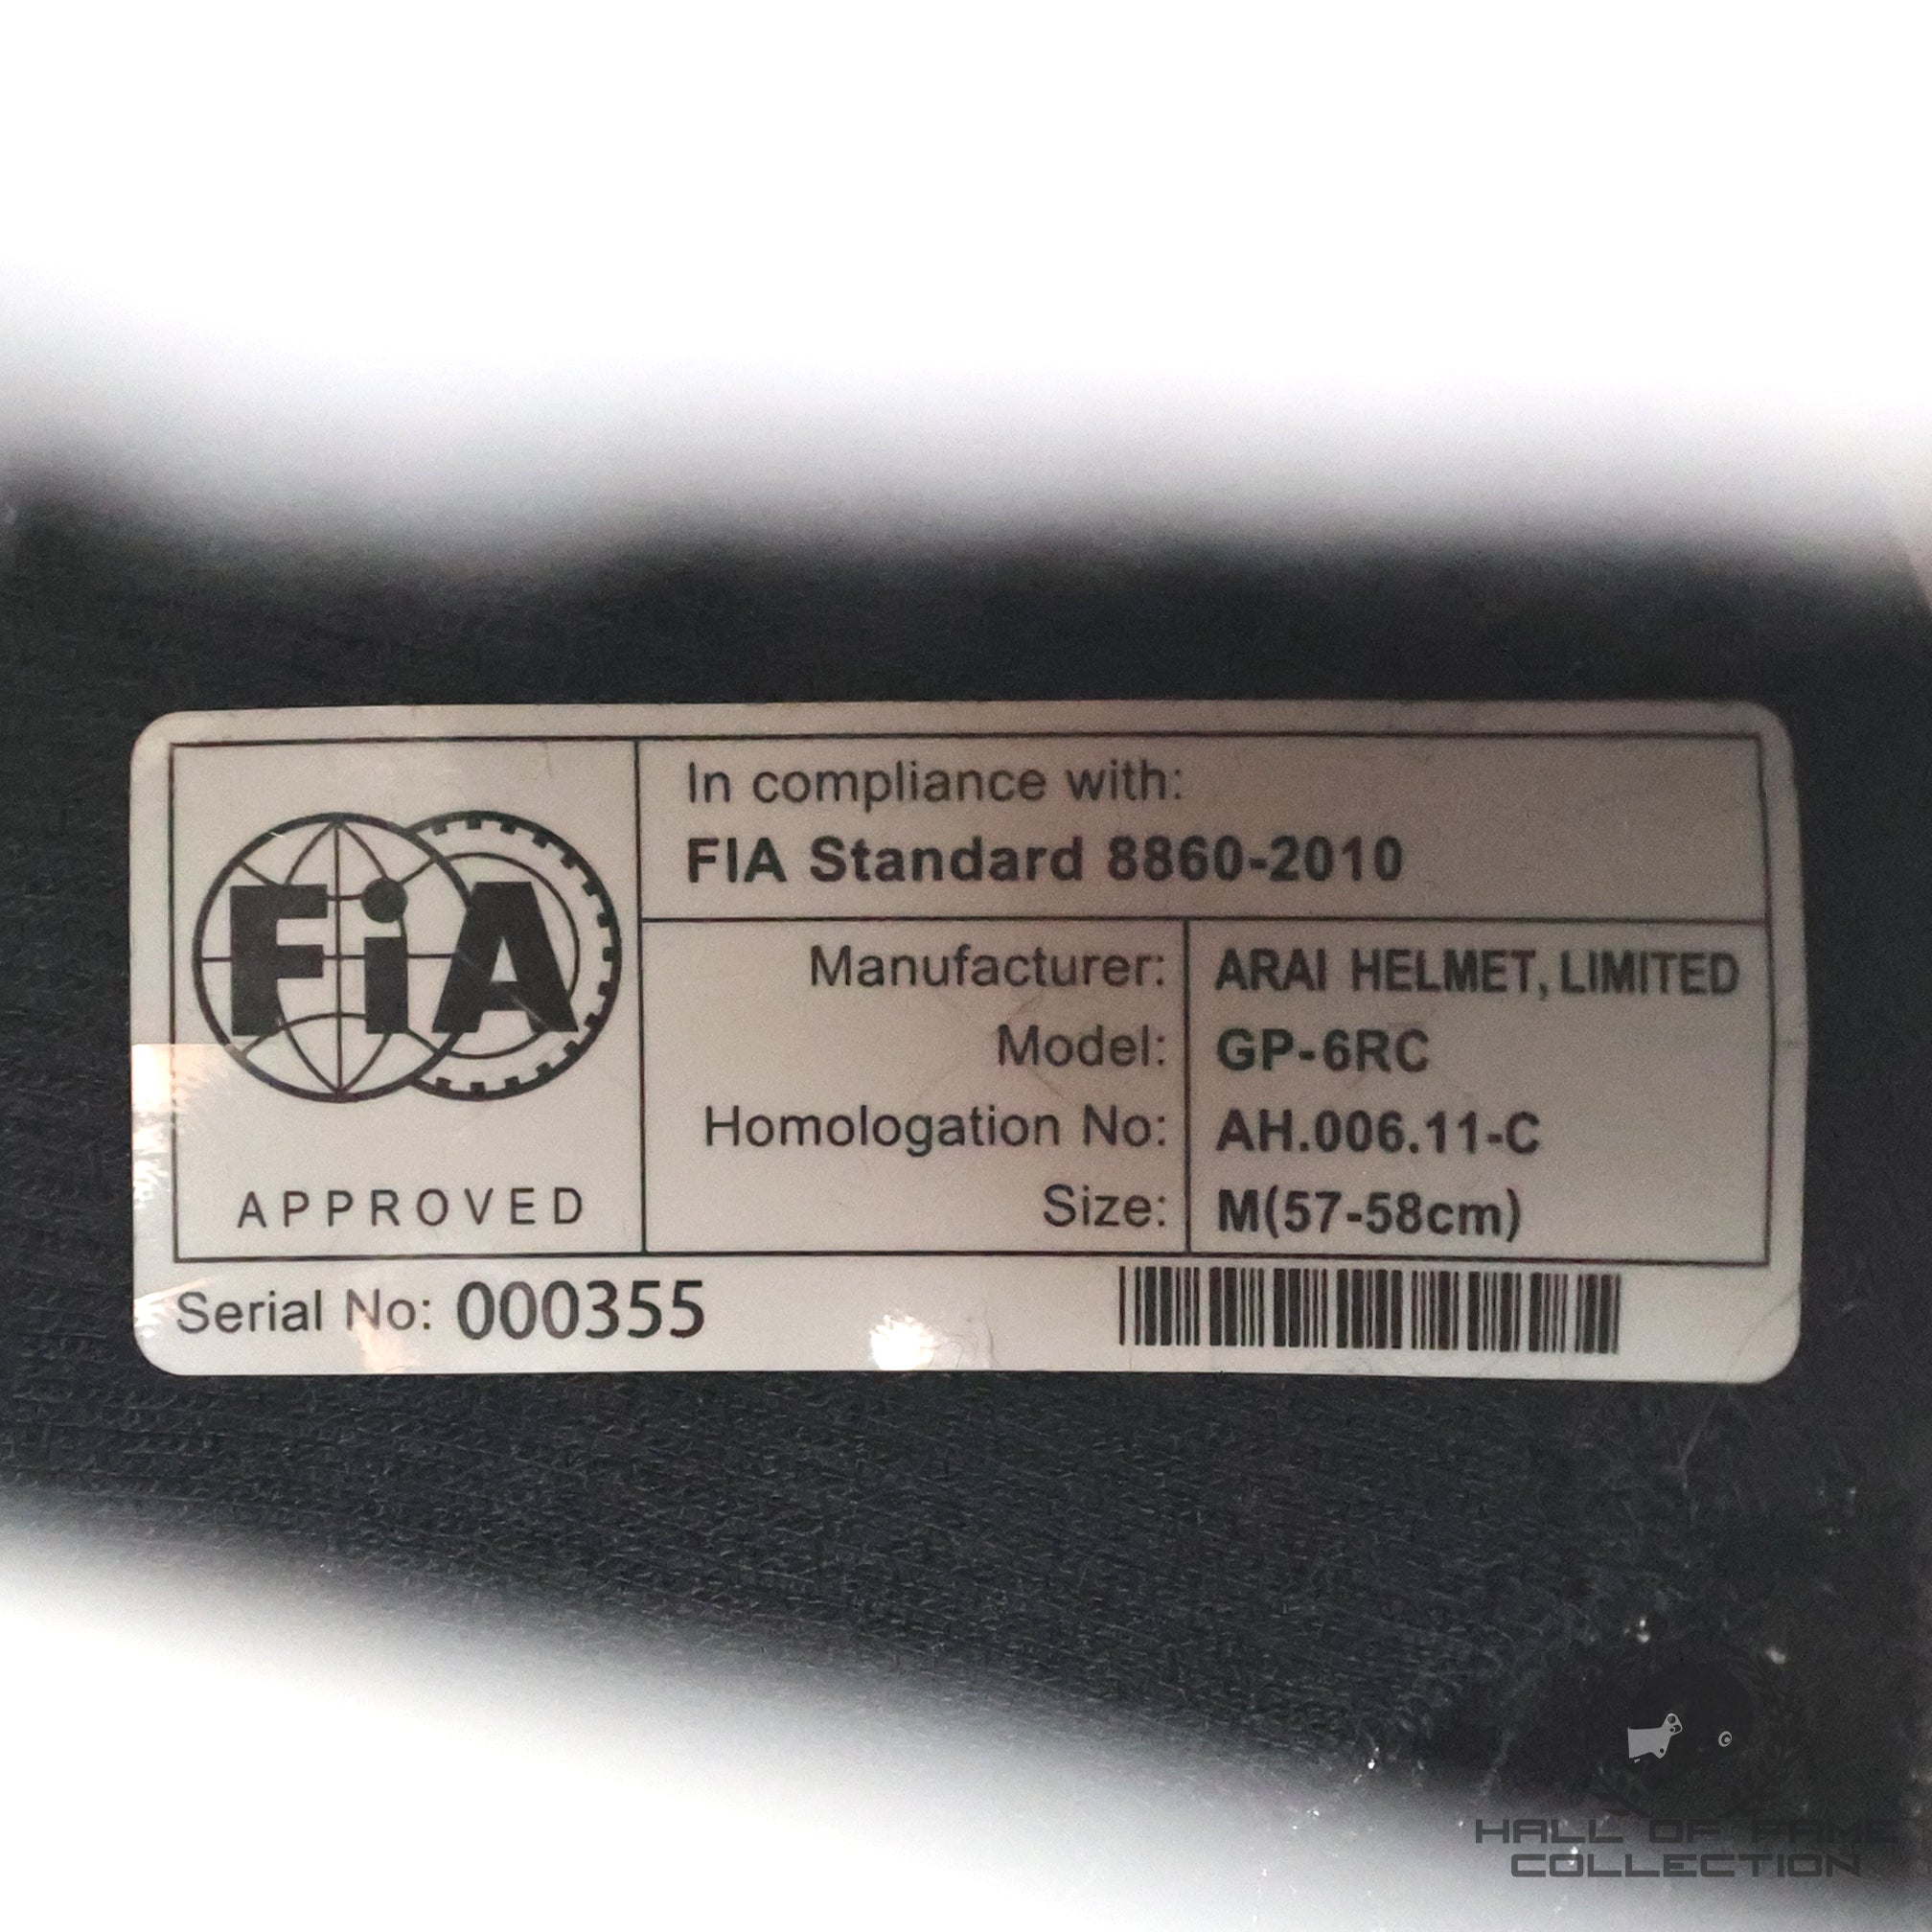 In compliance with:
FIA Standard 8860-2010
FiA
APPROVED
Manufacturer: ARAI HELMET, LIMITED
Model: GP-6RC
Homologation No: AH.006.11-C
Size: M(57-58cm)
Serial No: 000355
HALL OF FAME
COLLECTION